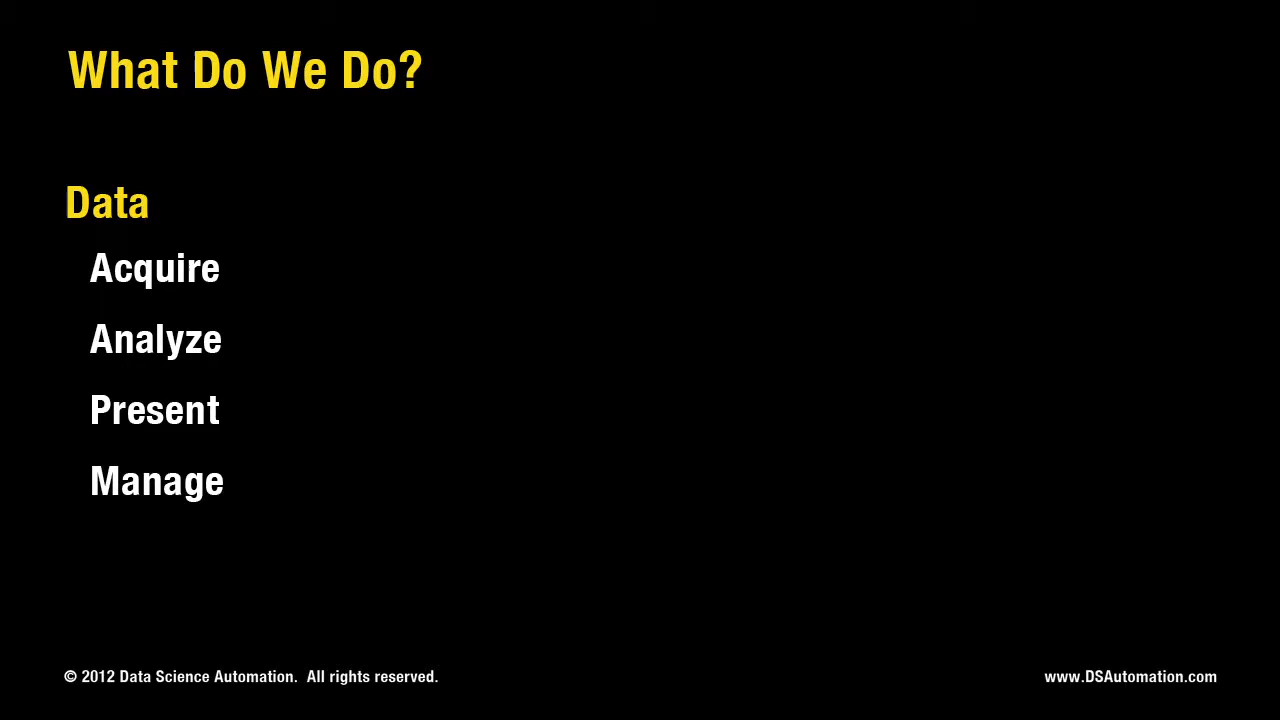 What Do We Do?
Data
Acquire
Analyze
Present
Manage
© 2012 Data Science Automation. All rights reserved.
www.DSAutomation.com